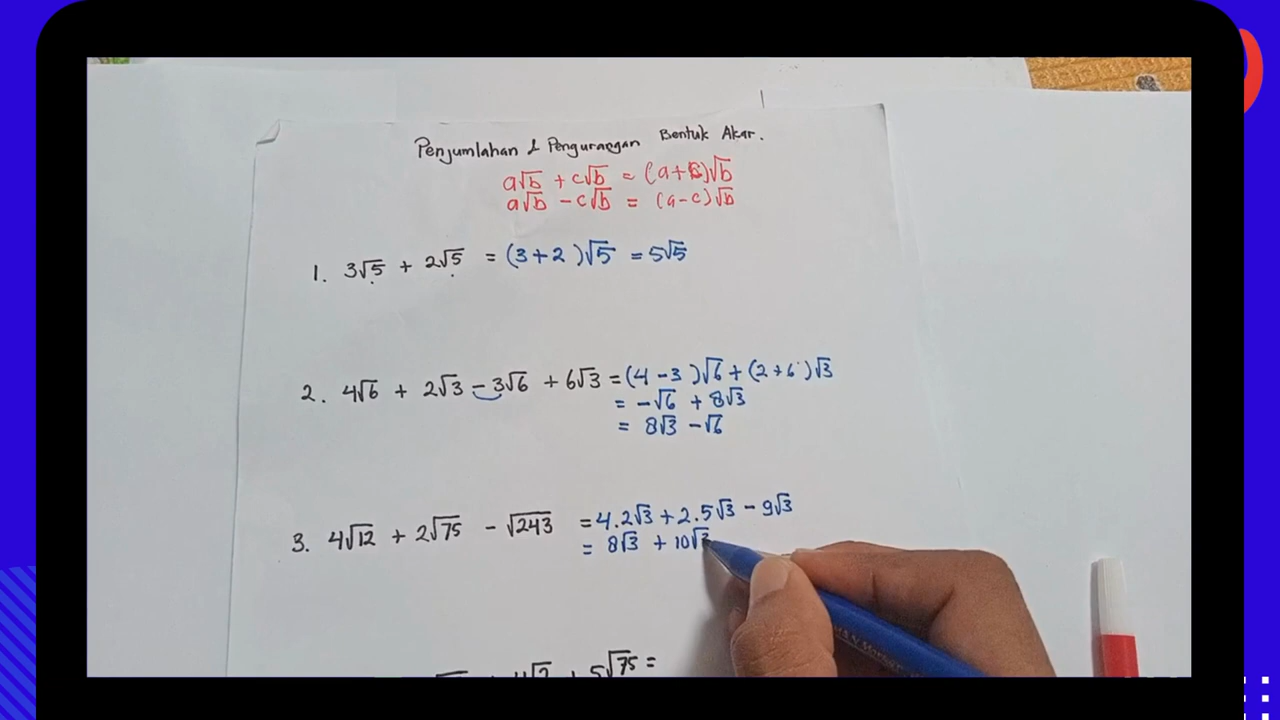 Penjumlahan & Pengurangan Bentuk Akar.
a√b + c√b = (a+c)√b
a√b - c√b = (a-c)√b
1. 3√5 + 2√5 = (3+2)√5 = 5√5
2. 4√6 + 2√3 - 3√6 + 6√3 = (4-3)√6 + (2+6)√3
= -√6 + 8√3
= 8√3 - √6
3. 4√12 + 2√75 - √243 = 4.2√3 + 2.5√3 - 9√3
= 8√3 + 10√3
+ 5√75 =